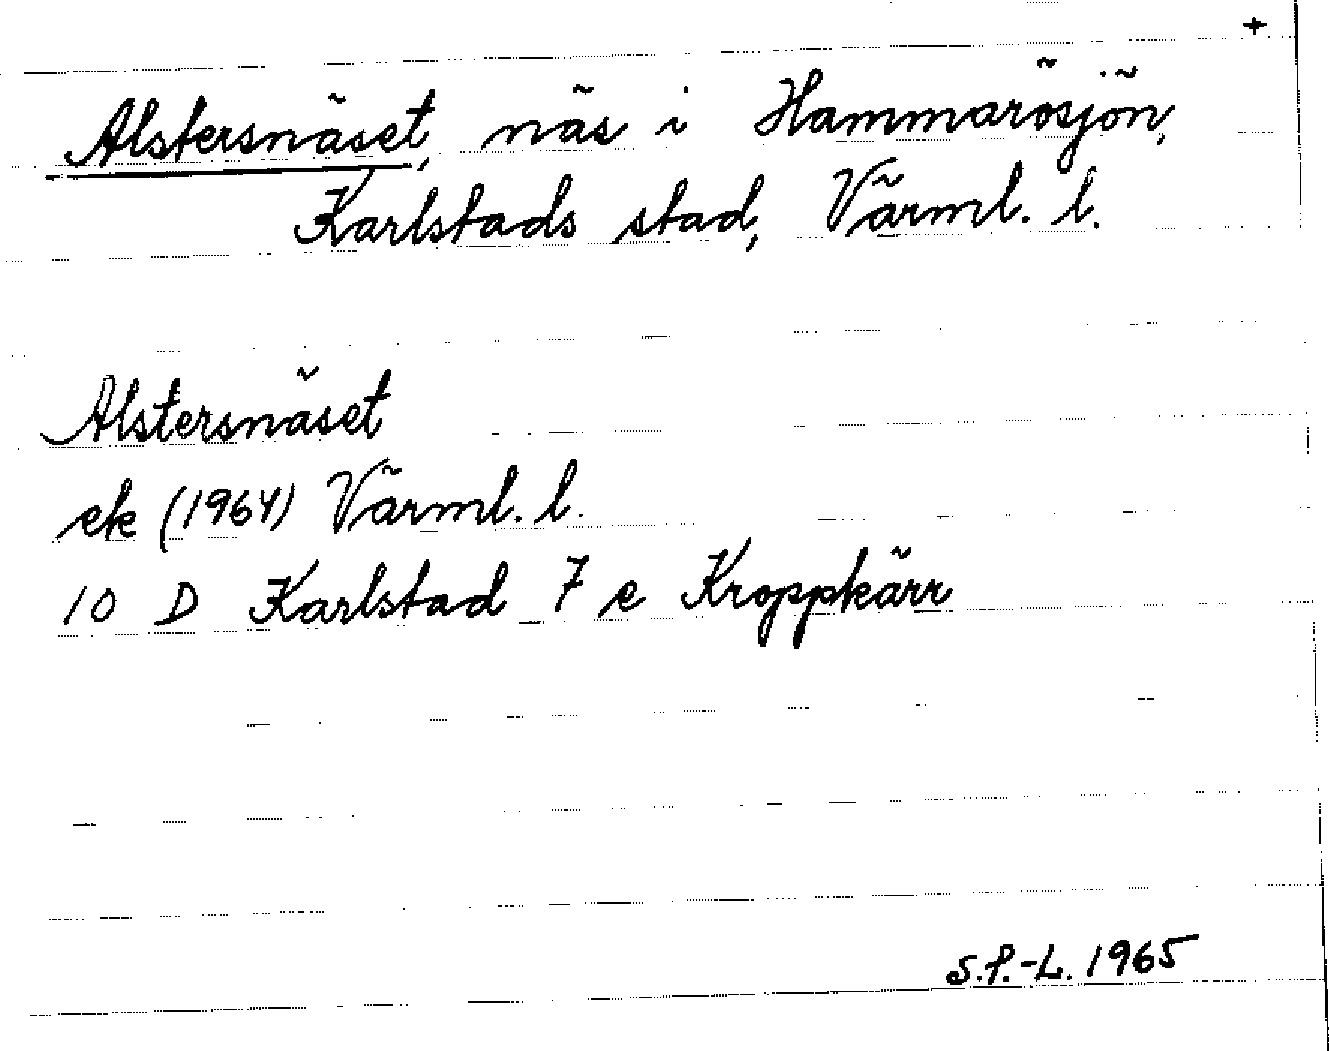 +
Alstersnäset, näs i Hammarösjön,
Karlstads stad, Värml. l.
Alstersnäset
ek (1964) Värml. l.
10 D Karlstad 7 e Kroppkärr
S.P.-L. 1965